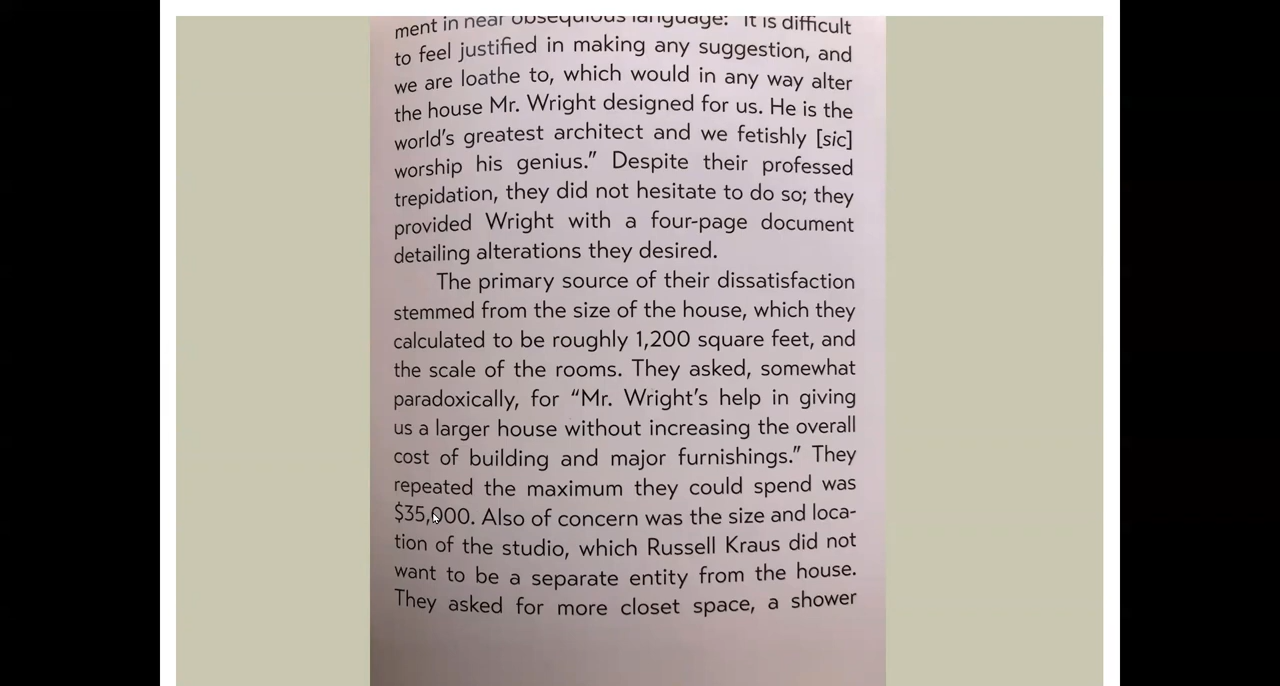 ment in near obsequious language: "It is difficult
to feel justified in making any suggestion, and
we are loathe to, which would in any way alter
the house Mr. Wright designed for us. He is the
world's greatest architect and we fetishly [sic]
worship his genius." Despite their professed
trepidation, they did not hesitate to do so; they
provided Wright with a four-page document
detailing alterations they desired.
The primary source of their dissatisfaction
stemmed from the size of the house, which they
calculated to be roughly 1,200 square feet, and
the scale of the rooms. They asked, somewhat
paradoxically, for "Mr. Wright's help in giving
us a larger house without increasing the overall
cost of building and major furnishings." They
repeated the maximum they could spend was
$35,000. Also of concern was the size and loca-
tion of the studio, which Russell Kraus did not
want to be a separate entity from the house.
They asked for more closet space, a shower